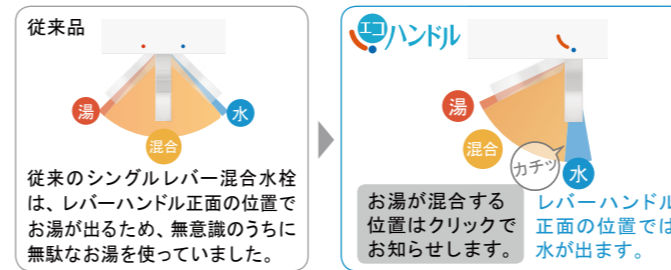 従来品
湯
水
混合
従来のシングルレバー混合水栓
は、レバーハンドル正面の位置で
お湯が出るため、無意識のうちに
無駄なお湯を使っていました。
エコハンドル
湯
混合
カチッ
水
お湯が混合する
位置はクリックで
お知らせします。
レバーハンドル
正面の位置では
水が出ます。